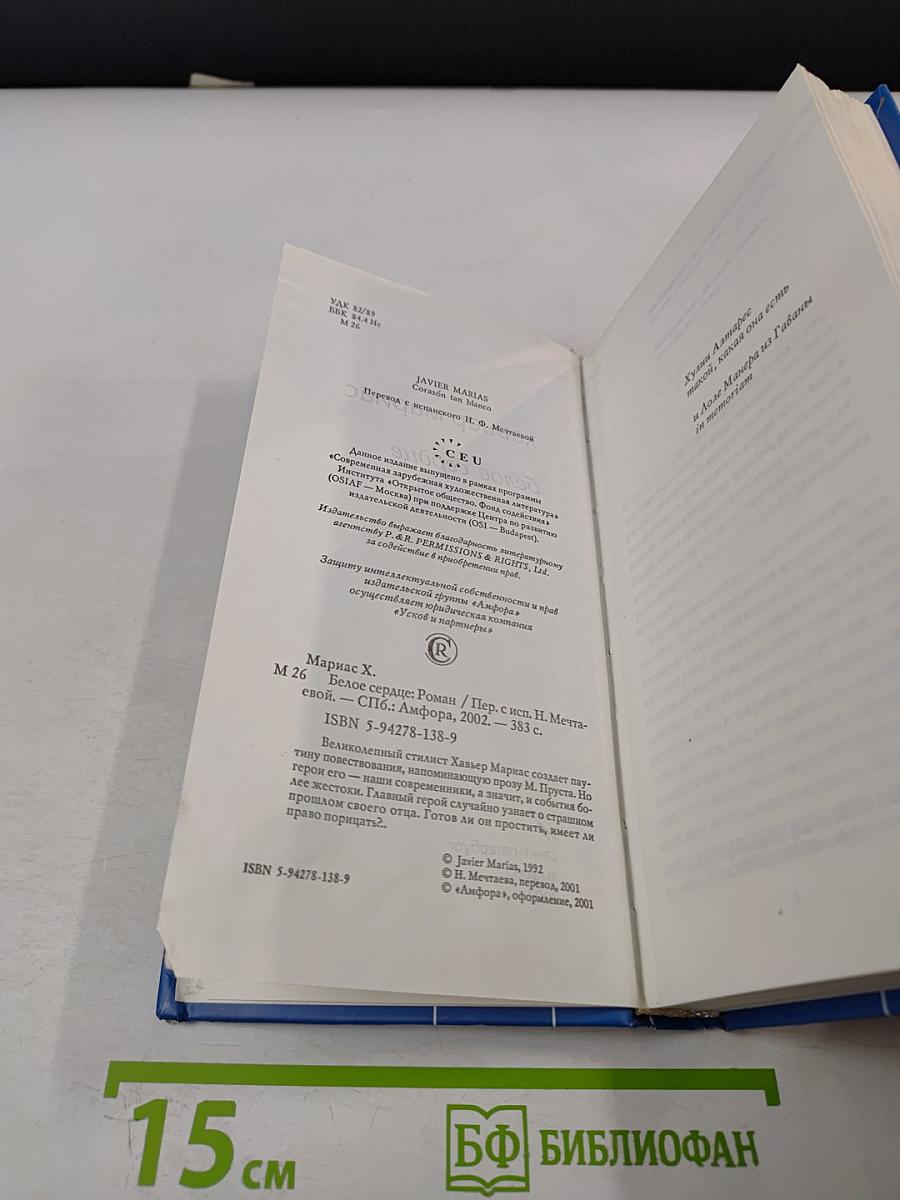 УДК 82/89
ББК 84.4 Ис
М 26
JAVIER MARIAS
Corazón tan blanco
Перевод с испанского Н. Ф. Мечтаевой
CEU
Данное издание выпущено в рамках программы
«Современная зарубежная художественная литература»
Института «Открытое общество. Фонд содействия»
(OSIAF — Москва) при поддержке Центра по развитию
издательской деятельности (OSI — Budapest).
Издательство выражает благодарность литературному
агентству P. & R. PERMISSIONS & RIGHTS, Ltd.
за содействие в приобретении прав.
Защиту интеллектуальной собственности и прав
издательской группы «Амфора»
осуществляет юридическая компания
«Усков и партнеры»
CR
Мариас Х.
М 26 Белое сердце: Роман / Пер. с исп. Н. Мечта-
евой. — СПб.: Амфора, 2002. — 383 с.
ISBN 5-94278-138-9
Великолепный стилист Хавьер Мариас создает пау-
тину повествования, напоминающую прозу М. Пруста. Но
герои его — наши современники, а значит, и события бо-
лее жестоки. Главный герой случайно узнает о страшном
прошлом своего отца. Готов ли он простить, имеет ли
право порицать?..
ISBN 5-94278-138-9
© Javier Marias, 1992
© Н. Мечтаева, перевод, 2001
© «Амфора», оформление, 2001
Хулии Алтарес
такой, какая она есть
и Лоле Манера из Гаваны
in memoriam
15 см
БФ БИБЛИОФАН